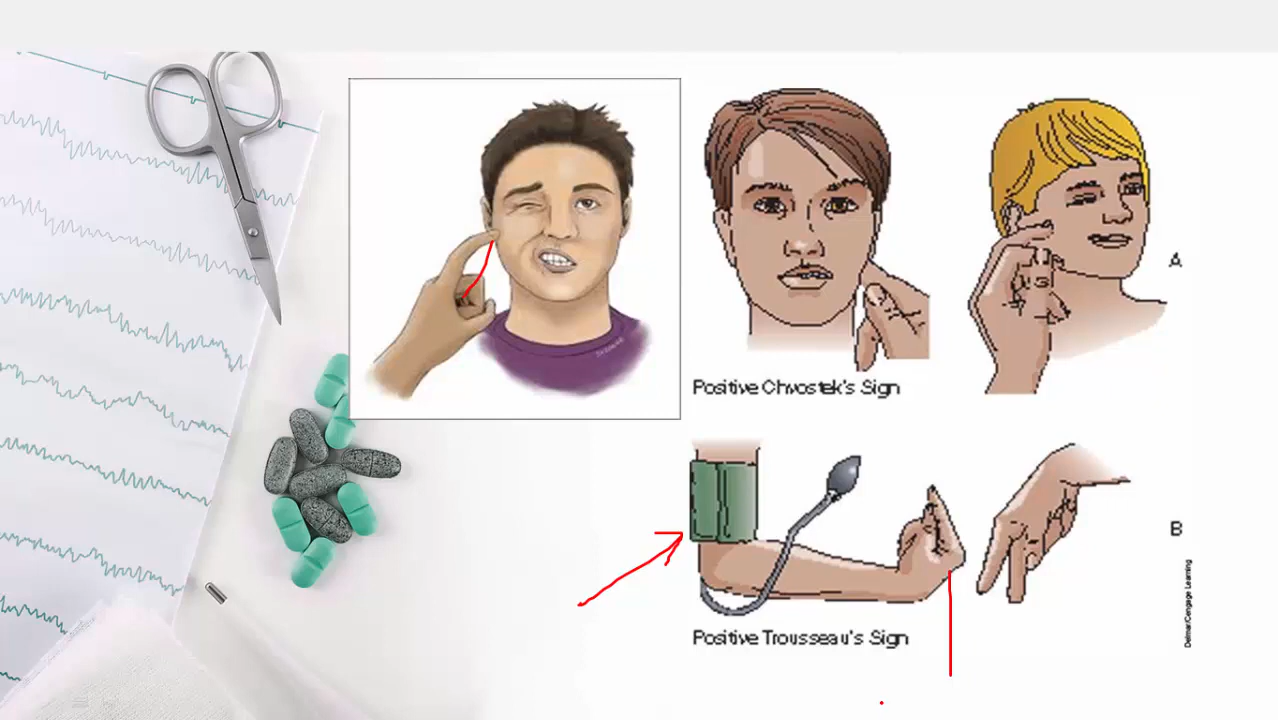 Positive Chvostek's Sign
A
Positive Trousseau's Sign
B
Delmar/Cengage Learning